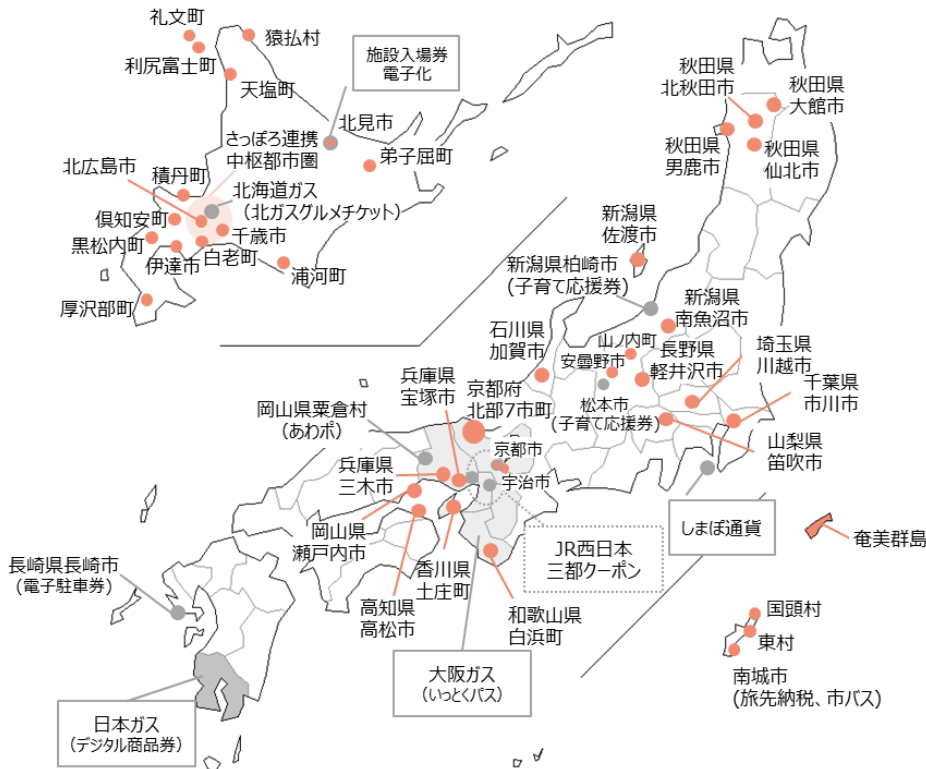 礼文町
猿払村
利尻富士町
天塩町
施設入場券
電子化
北見市
さっぽろ連携
中枢都市圏
弟子屈町
北広島市
積丹町
北海道ガス
(北ガスグルメチケット)
倶知安町
黒松内町
千歳市
伊達市
白老町
浦河町
厚沢部町
秋田県
北秋田市
秋田県
大館市
秋田県
男鹿市
秋田県
仙北市
新潟県
佐渡市
新潟県柏崎市
(子育て応援券)
新潟県
南魚沼市
石川県
加賀市
山ノ内町
安曇野市
長野県
軽井沢市
埼玉県
川越市
松本市
(子育て応援券)
千葉県
市川市
山梨県
笛吹市
兵庫県
宝塚市
京都府
北部7市町
岡山県粟倉村
(あわポ)
京都市
宇治市
兵庫県
三木市
岡山県
瀬戸内市
しまぽ通貨
JR西日本
三都クーポン
奄美群島
長崎県長崎市
(電子駐車券)
香川県
土庄町
高知県
高松市
和歌山県
白浜町
国頭村
東村
南城市
(旅先納税、市バス)
大阪ガス
(いっとくパス)
日本ガス
(デジタル商品券)